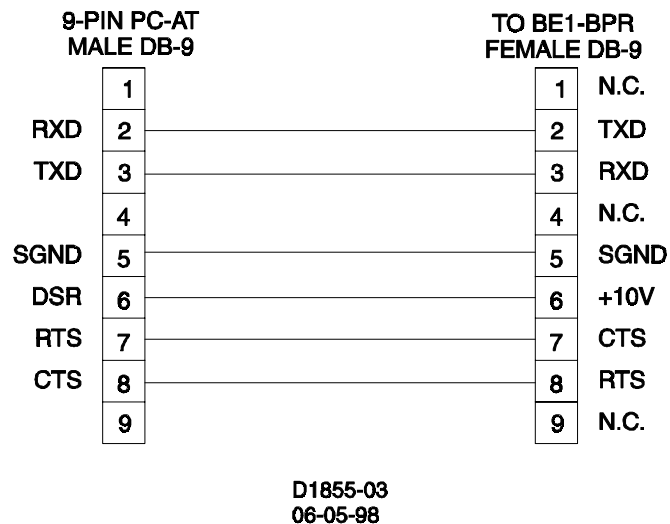 9-PIN PC-AT TO BE1-BPR
MALE DB-9 FEMALE DB-9
1 1 N.C.
RXD 2 2 TXD
TXD 3 3 RXD
4 4 N.C.
SGND 5 5 SGND
DSR 6 6 +10V
RTS 7 7 CTS
CTS 8 8 RTS
9 9 N.C.
D1855-03
06-05-98